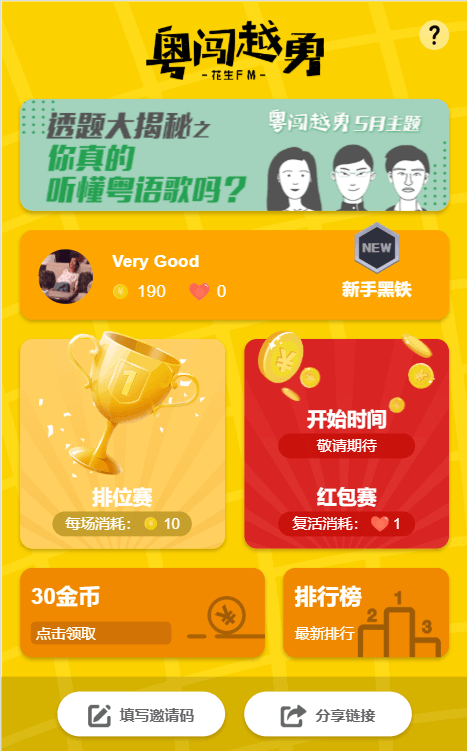 粤闯越勇
-花生FM-
?
透题大揭秘之
你真的
听懂粤语歌吗?
粤闯越勇5月主题
Very Good
190
0
NEW
新手黑铁
1
排位赛
每场消耗: 10
开始时间
敬请期待
红包赛
复活消耗: 1
30金币
点击领取
排行榜
最新排行
1
2
3
填写邀请码
分享链接